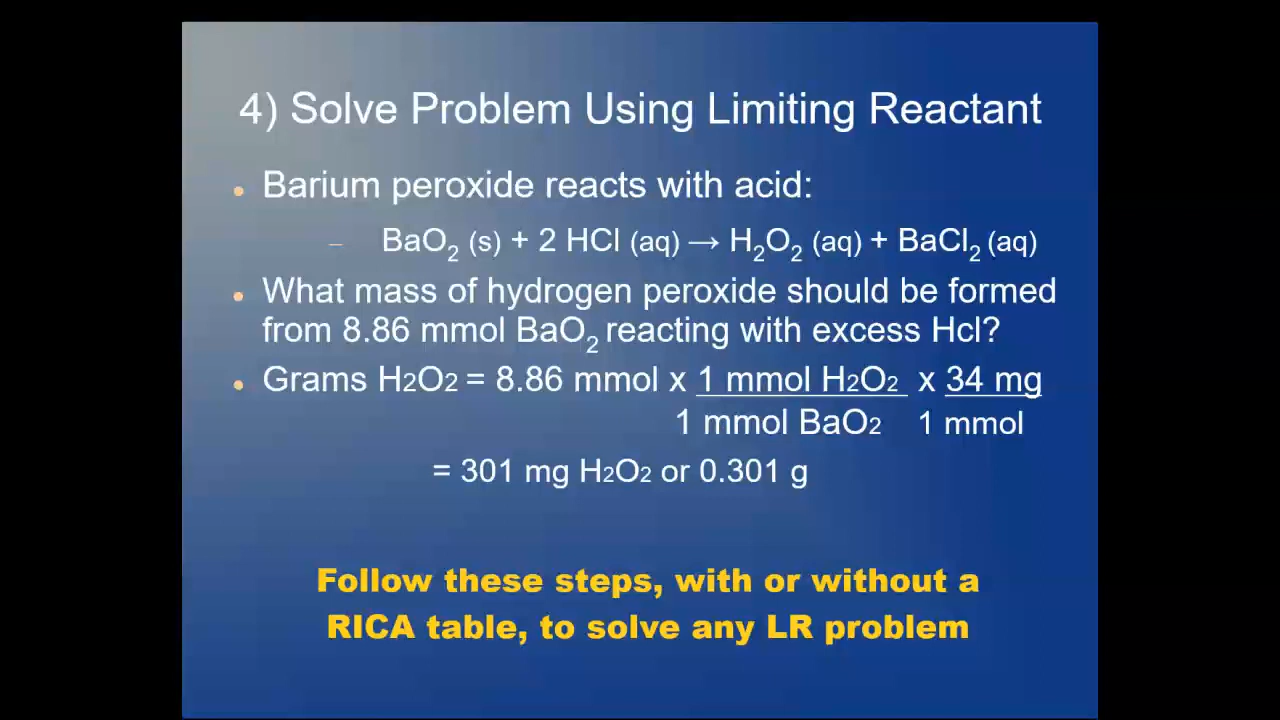 4) Solve Problem Using Limiting Reactant
• Barium peroxide reacts with acid:
– BaO₂ (s) + 2 HCl (aq) → H₂O₂ (aq) + BaCl₂ (aq)
• What mass of hydrogen peroxide should be formed
from 8.86 mmol BaO₂ reacting with excess Hcl?
• Grams H₂O₂ = 8.86 mmol x 1 mmol H₂O₂ x 34 mg
1 mmol BaO₂ 1 mmol
= 301 mg H₂O₂ or 0.301 g
Follow these steps, with or without a
RICA table, to solve any LR problem